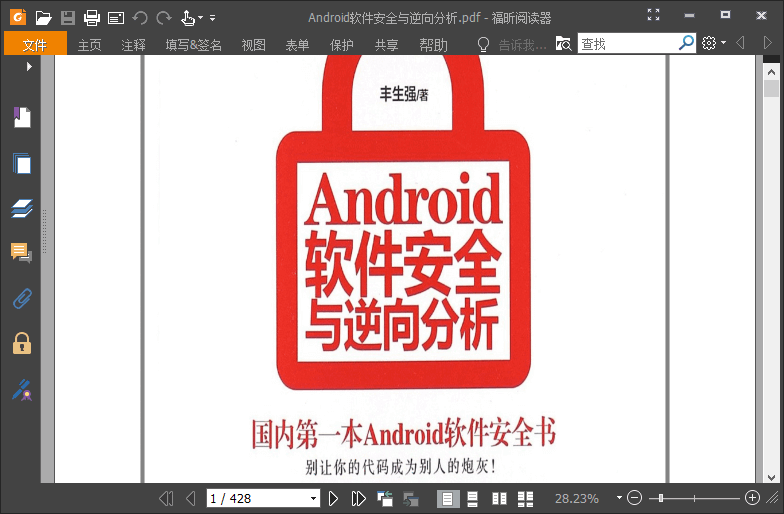 Android软件安全与逆向分析.pdf - 福昕阅读器
文件 主页 注释 填写&签名 视图 表单 保护 共享 帮助 告诉我... 查找
丰生强/著
Android
软件安全
与逆向分析
国内第一本Android软件安全书
别让你的代码成为别人的炮灰!
1 / 428 28.23%